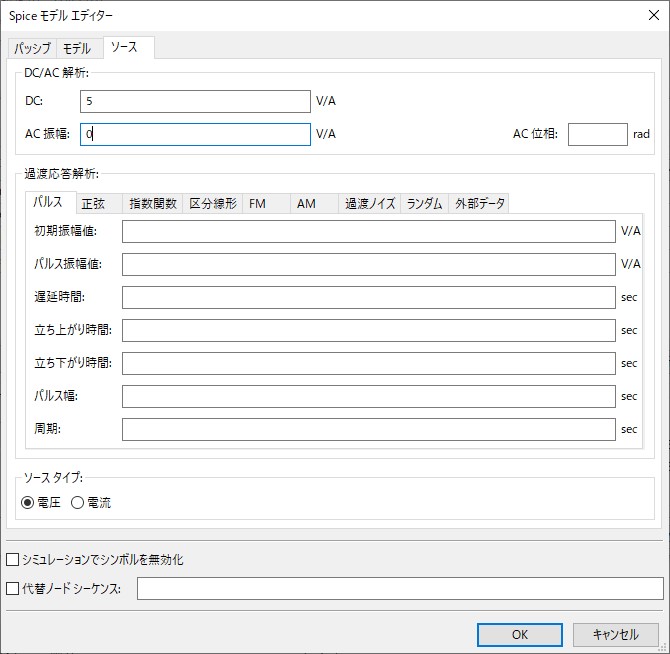 Spice モデル エディター
パッシブ モデル ソース
DC/AC 解析:
DC: 5 V/A
AC 振幅: 0 V/A AC 位相: rad
過渡応答解析:
パルス 正弦 指数関数 区分線形 FM AM 過渡ノイズ ランダム 外部データ
初期振幅値: V/A
パルス振幅値: V/A
遅延時間: sec
立ち上がり時間: sec
立ち下がり時間: sec
パルス幅: sec
周期: sec
ソース タイプ:
電圧 電流
シミュレーションでシンボルを無効化
代替ノード シーケンス:
OK キャンセル